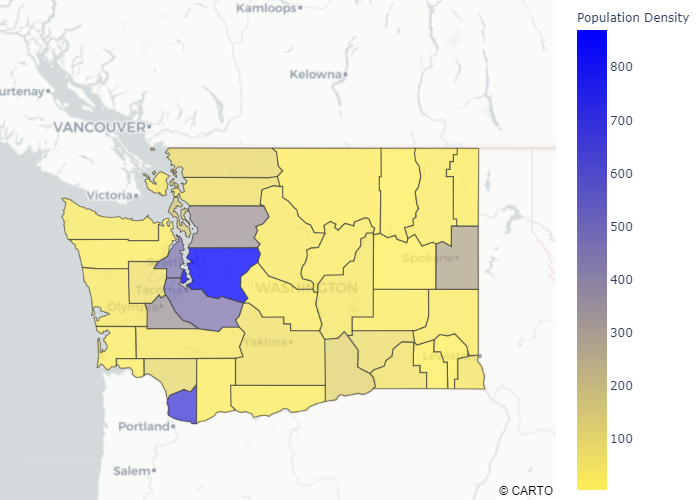 Population Density
Kamloops
Kelowna
urtenay
VANCOUVER
Victoria
800
700
600
500
400
300
200
100
Seattle
Spokane
Tacoma
WASHINGTON
Olympia
Yakima
Lewiston
Portland
Salem
© CARTO